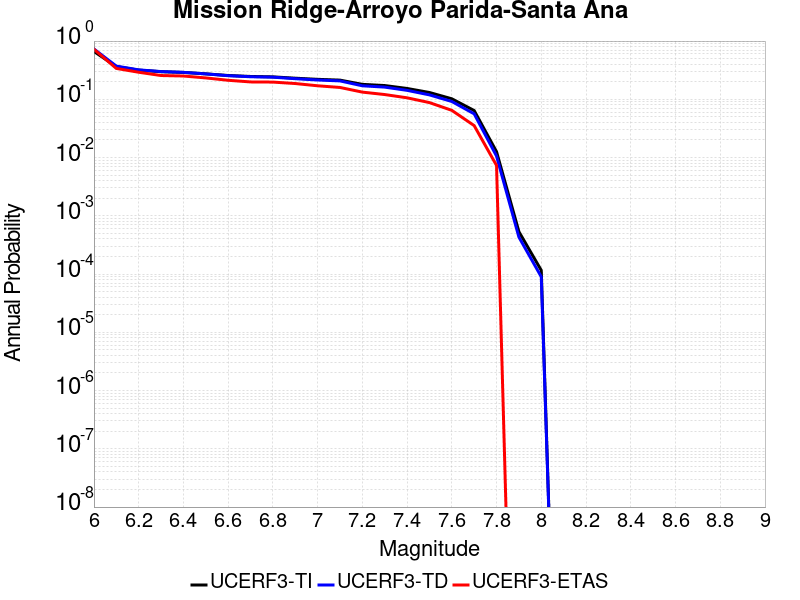 Mission Ridge-Arroyo Parida-Santa Ana
Annual Probability
10^0
10^-1
10^-2
10^-3
10^-4
10^-5
10^-6
10^-7
10^-8
6 6.2 6.4 6.6 6.8 7 7.2 7.4 7.6 7.8 8 8.2 8.4 8.6 8.8 9
Magnitude
UCERF3-TI UCERF3-TD UCERF3-ETAS